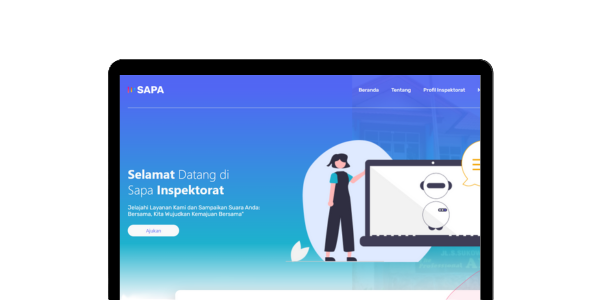 SAPA
Beranda Tentang Profil Inspektorat
Selamat Datang di
Sapa Inspektorat
Jelajahi Layanan Kami dan Sampaikan Suara Anda:
Bersama, Kita Wujudkan Kemajuan Bersama"
Ajukan